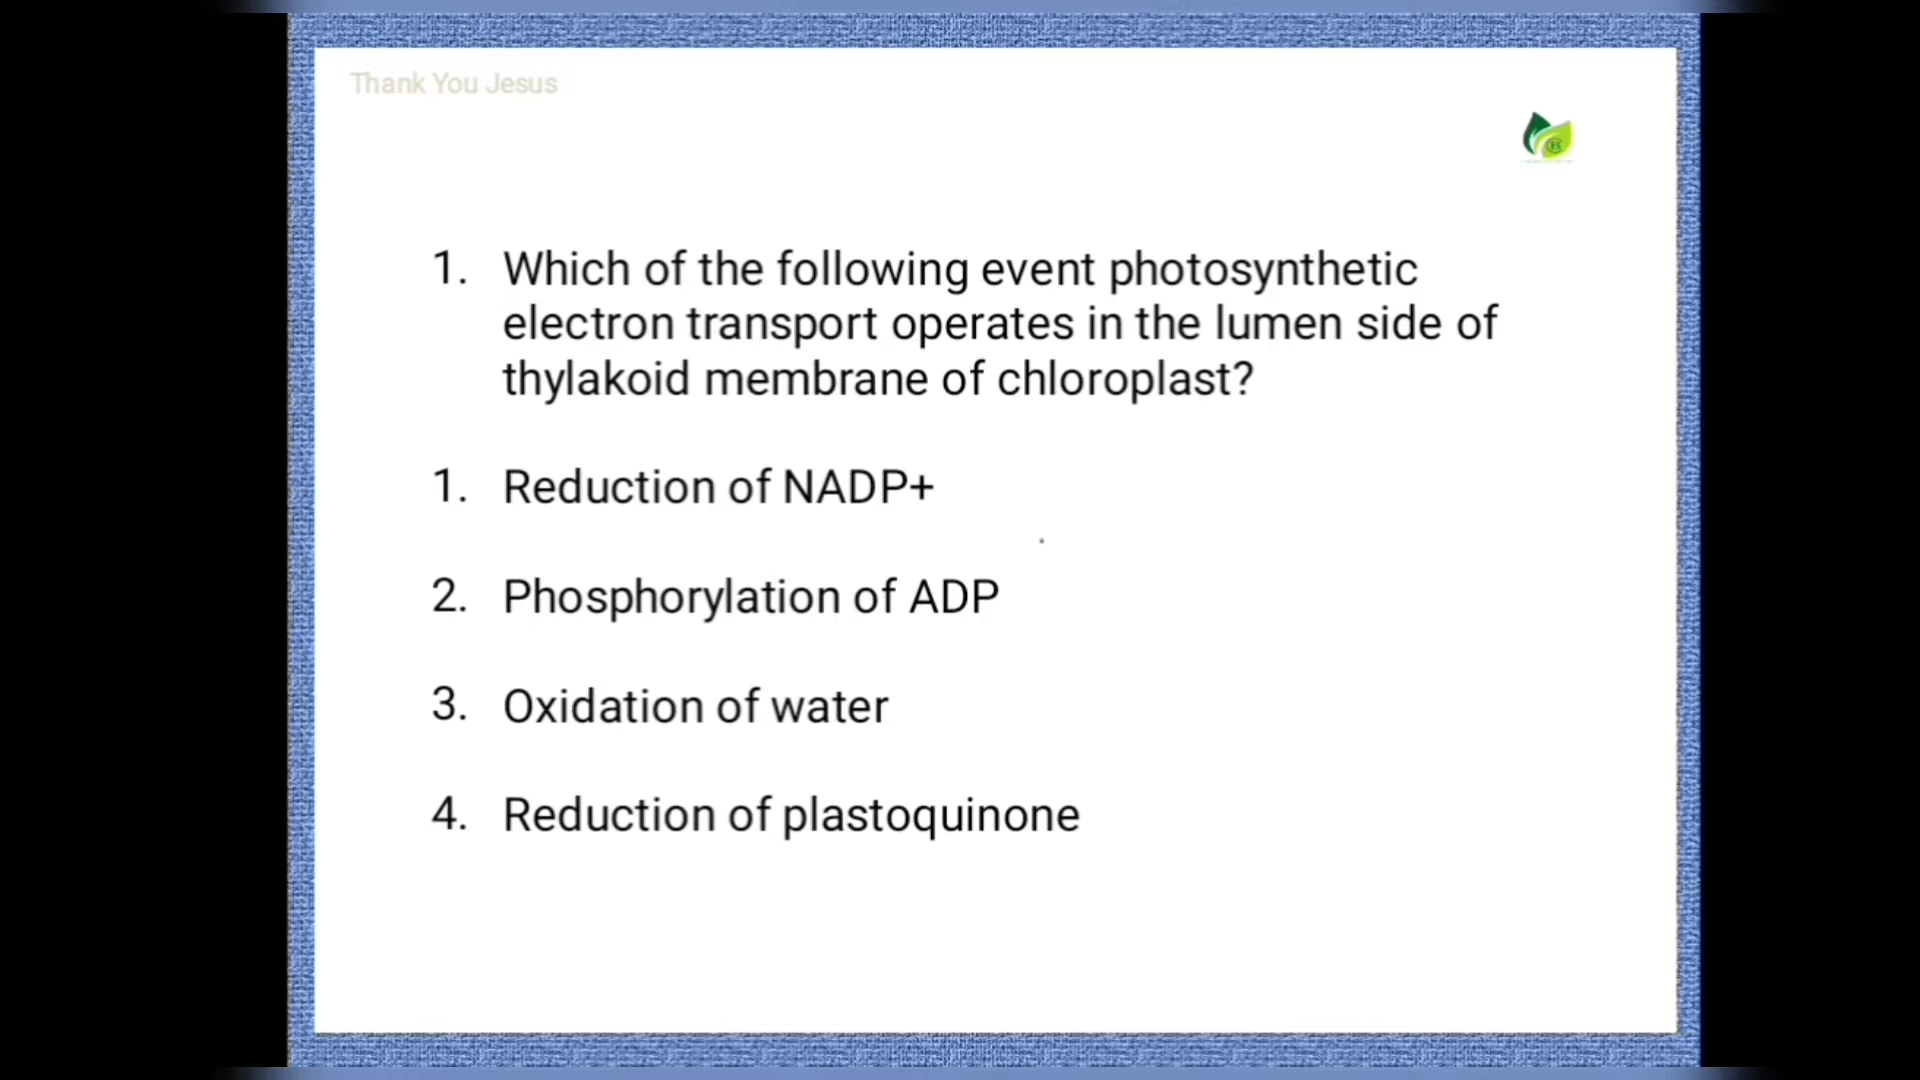 Thank You Jesus
1. Which of the following event photosynthetic
electron transport operates in the lumen side of
thylakoid membrane of chloroplast?
1. Reduction of NADP+
2. Phosphorylation of ADP
3. Oxidation of water
4. Reduction of plastoquinone